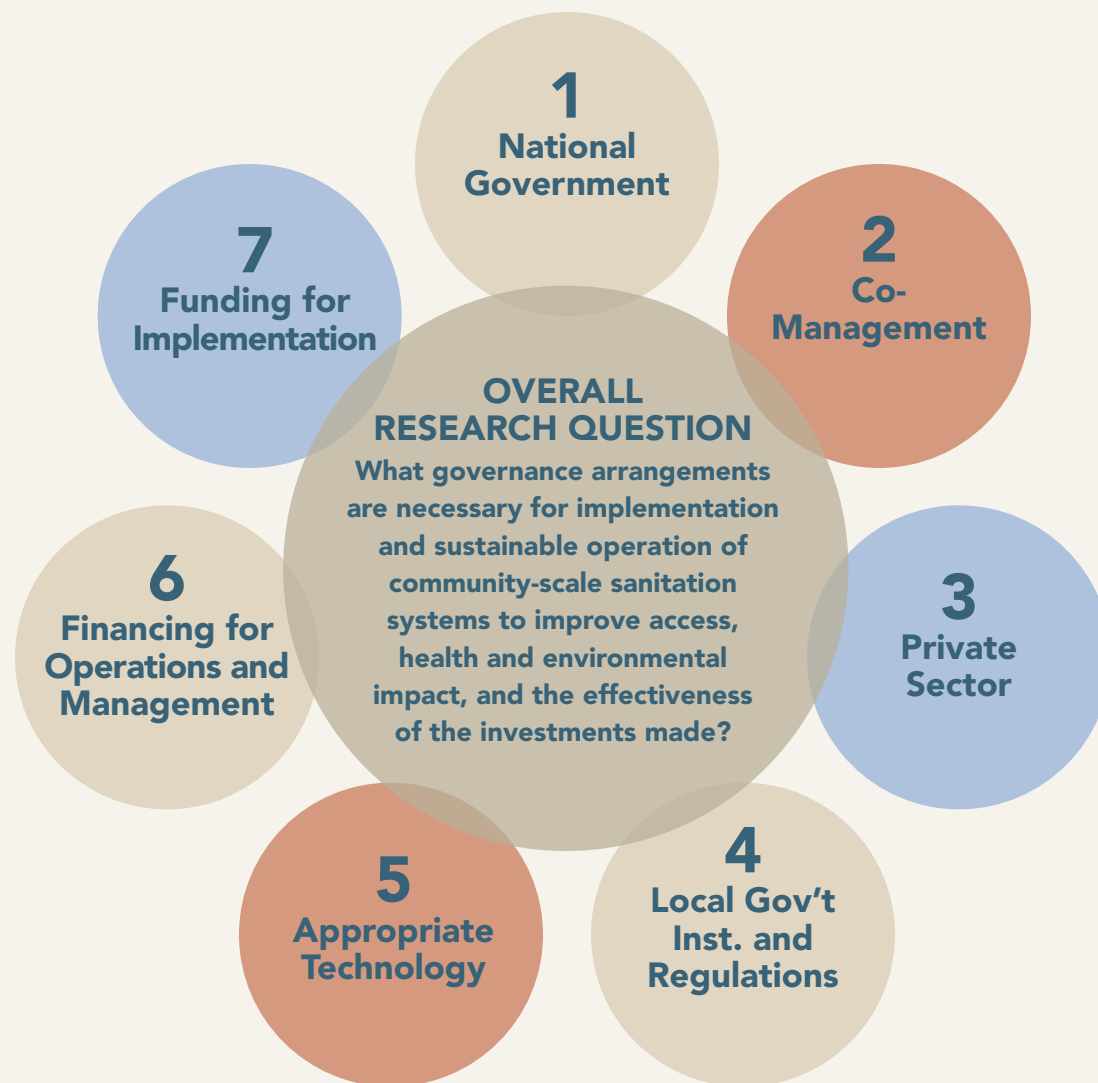 1
National
Government
2
Co-
Management
3
Private
Sector
4
Local Gov’t
Inst. and
Regulations
5
Appropriate
Technology
6
Financing for
Operations and
Management
7
Funding for
Implementation
OVERALL
RESEARCH QUESTION
What governance arrangements
are necessary for implementation
and sustainable operation of
community-scale sanitation
systems to improve access,
health and environmental
impact, and the effectiveness
of the investments made?